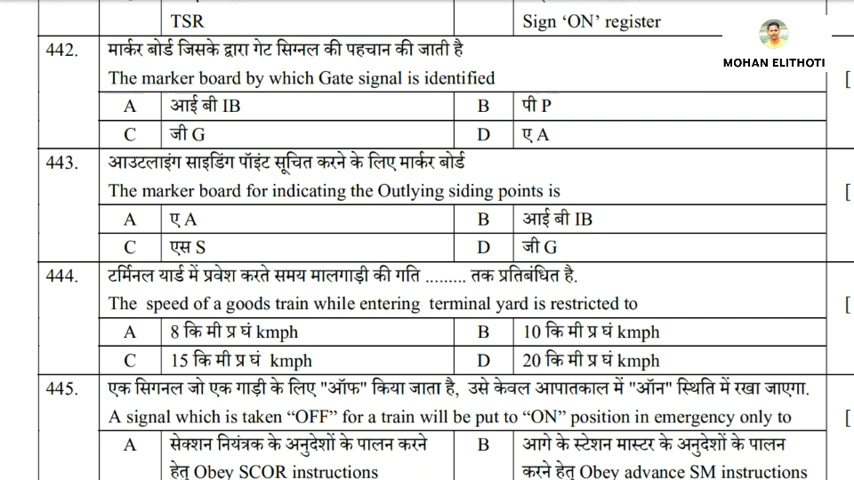 TSR Sign ‘ON’ register
MOHAN ELITHOTI
442. मार्कर बोर्ड जिसके द्वारा गेट सिग्नल की पहचान की जाती है
The marker board by which Gate signal is identified [
A आई बी IB B पी P
C जी G D ए A
443. आउटलाइंग साइडिंग पॉइंट सूचित करने के लिए मार्कर बोर्ड
The marker board for indicating the Outlying siding points is [
A ए A B आई बी IB
C एस S D जी G
444. टर्मिनल यार्ड में प्रवेश करते समय मालगाड़ी की गति ......... तक प्रतिबंधित है.
The speed of a goods train while entering terminal yard is restricted to [
A 8 कि मी प्र घं kmph B 10 कि मी प्र घं kmph
C 15 कि मी प्र घं kmph D 20 कि मी प्र घं kmph
445. एक सिगनल जो एक गाड़ी के लिए "ऑफ" किया जाता है, उसे केवल आपातकाल में "ऑन" स्थिति में रखा जाएगा.
A signal which is taken “OFF” for a train will be put to “ON” position in emergency only to [
A सेक्शन नियंत्रक के अनुदेशों के पालन करने B आगे के स्टेशन मास्टर के अनुदेशों के पालन
हेतु Obey SCOR instructions करने हेतु Obey advance SM instructions